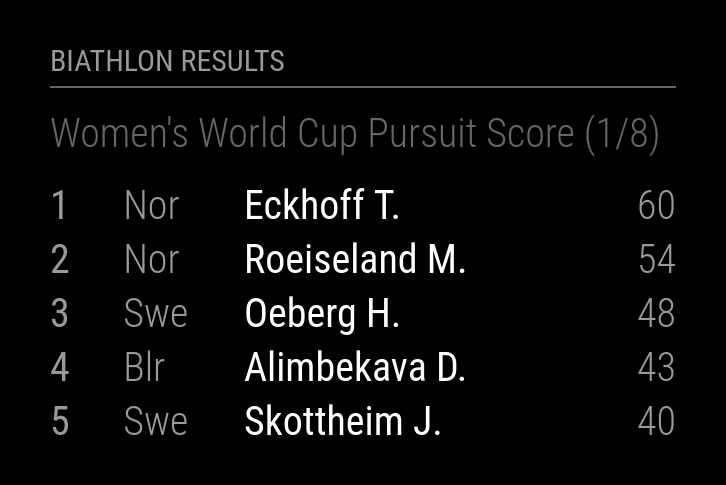 BIATHLON RESULTS
Women's World Cup Pursuit Score (1/8)
1 Nor Eckhoff T. 60
2 Nor Roeiseland M. 54
3 Swe Oeberg H. 48
4 Blr Alimbekava D. 43
5 Swe Skottheim J. 40